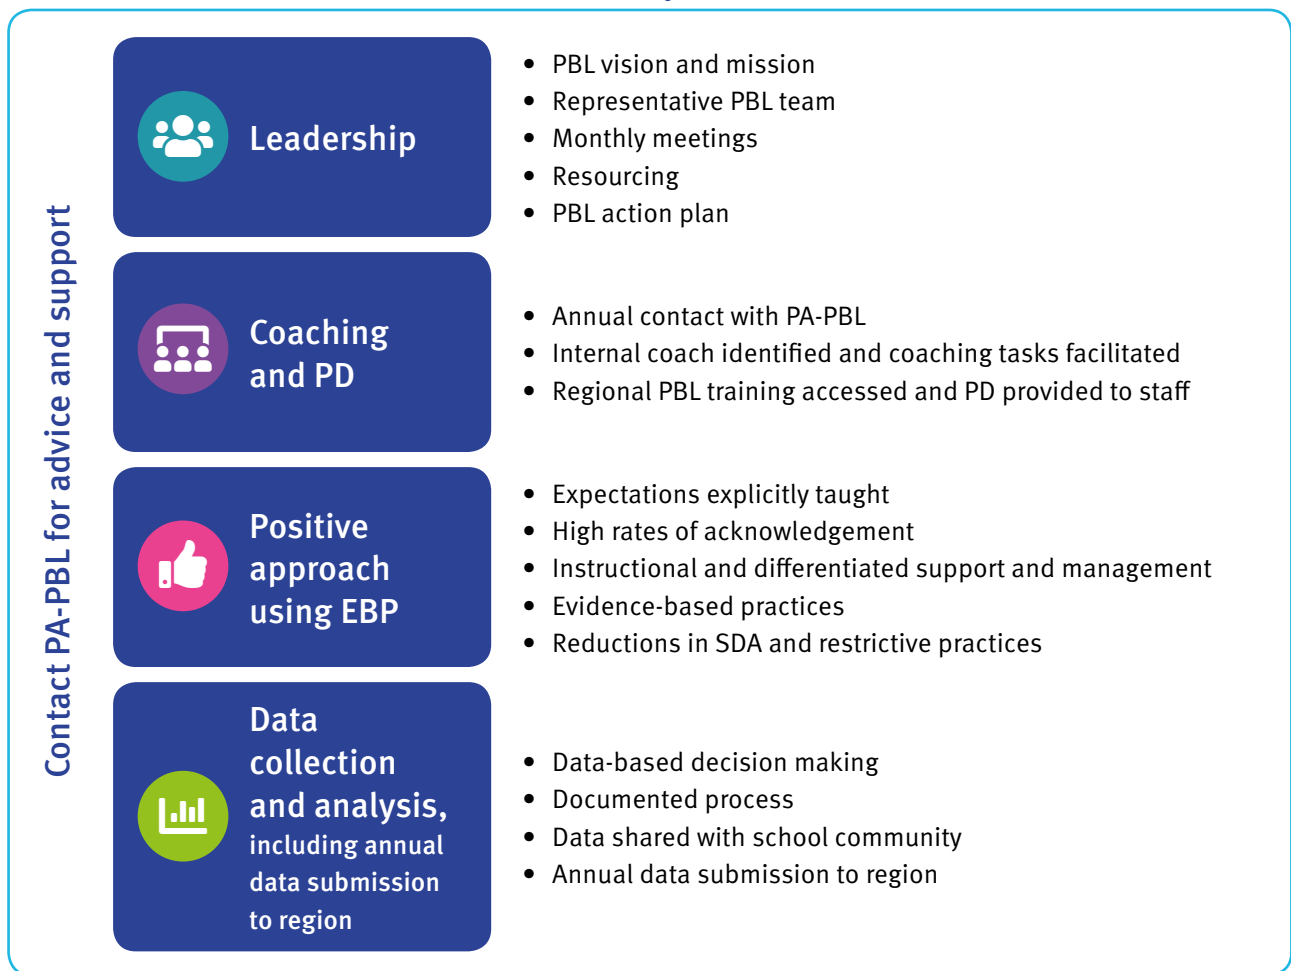 Contact PA-PBL for advice and support
Leadership
• PBL vision and mission
• Representative PBL team
• Monthly meetings
• Resourcing
• PBL action plan
Coaching
and PD
• Annual contact with PA-PBL
• Internal coach identified and coaching tasks facilitated
• Regional PBL training accessed and PD provided to staff
Positive
approach
using EBP
• Expectations explicitly taught
• High rates of acknowledgement
• Instructional and differentiated support and management
• Evidence-based practices
• Reductions in SDA and restrictive practices
Data
collection
and analysis,
including annual
data submission
to region
• Data-based decision making
• Documented process
• Data shared with school community
• Annual data submission to region